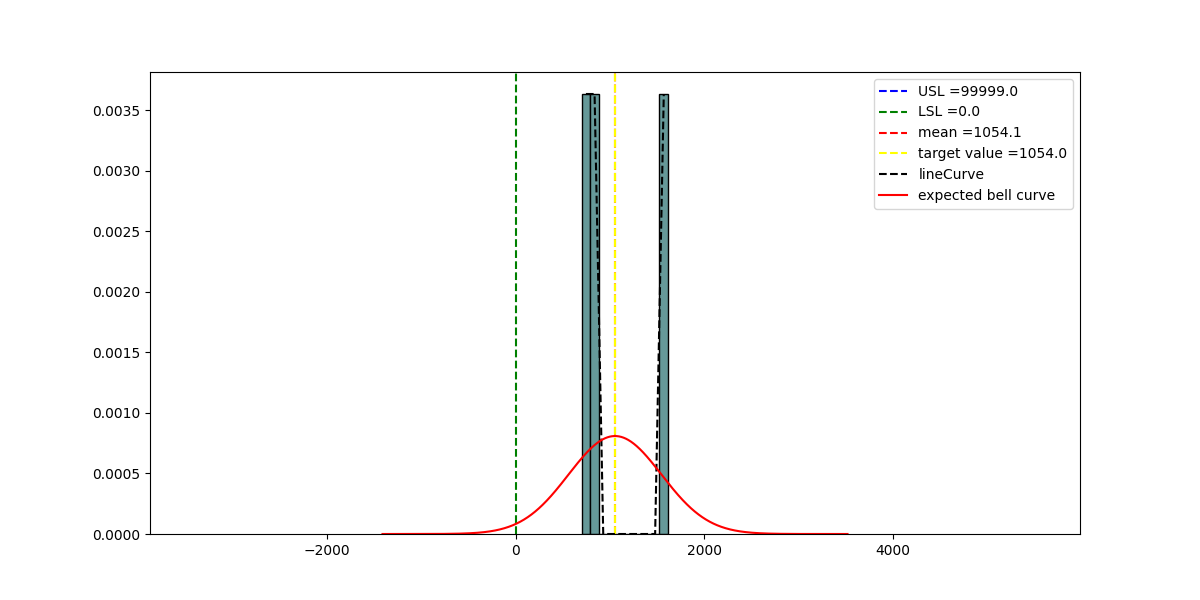 USL =99999.0
LSL =0.0
mean =1054.1
target value =1054.0
lineCurve
expected bell curve
0.0035
0.0030
0.0025
0.0020
0.0015
0.0010
0.0005
0.0000
−2000 0 2000 4000